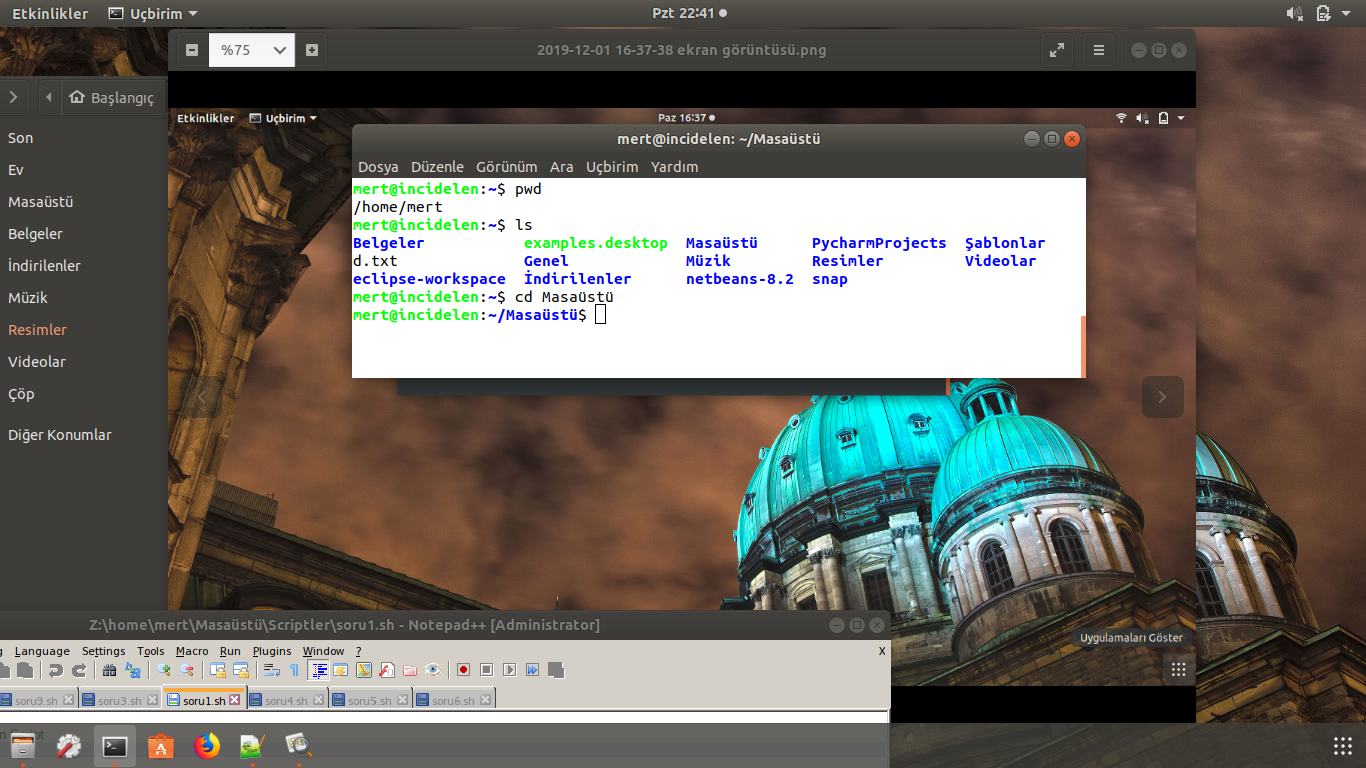 Etkinlikler Uçbirim Pzt 22:41
%75 2019-12-01 16-37-38 ekran görüntüsü.png
Başlangıç
Son
Ev
Masaüstü
Belgeler
İndirilenler
Müzik
Resimler
Videolar
Çöp
Diğer Konumlar
Etkinlikler Uçbirim Paz 16:37
mert@incidelen: ~/Masaüstü
Dosya Düzenle Görünüm Ara Uçbirim Yardım
mert@incidelen:~$ pwd
/home/mert
mert@incidelen:~$ ls
Belgeler examples.desktop Masaüstü PycharmProjects Şablonlar
d.txt Genel Müzik Resimler Videolar
eclipse-workspace İndirilenler netbeans-8.2 snap
mert@incidelen:~$ cd Masaüstü
mert@incidelen:~/Masaüstü$
Uygulamaları Göster
Z:\home\mert\Masaüstü\Scriptler\soru1.sh - Notepad++ [Administrator]
Language Settings Tools Macro Run Plugins Window ? X
soru9.sh soru3.sh soru1.sh soru4.sh soru5.sh soru6.sh